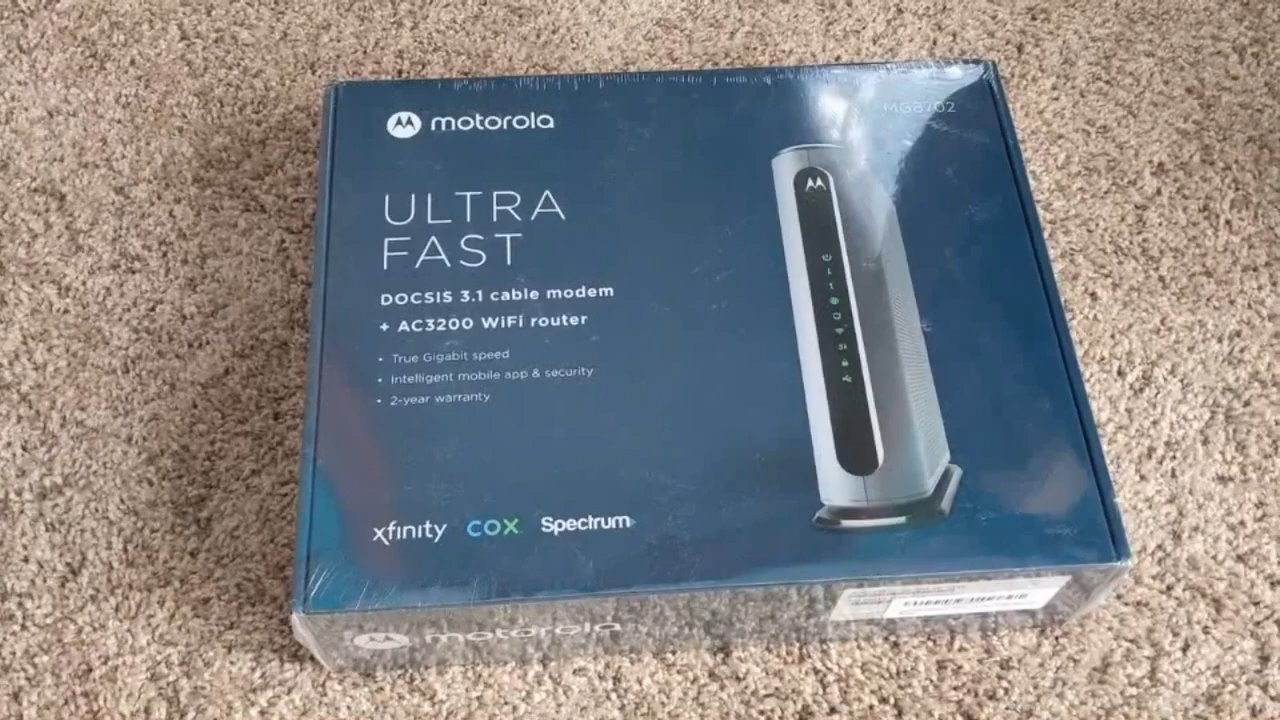 motorola
MG8702
ULTRA
FAST
DOCSIS 3.1 cable modem
+ AC3200 WiFi router
• True Gigabit speed
• Intelligent mobile app & security
• 2-year warranty
xfinity COX Spectrum
motorola